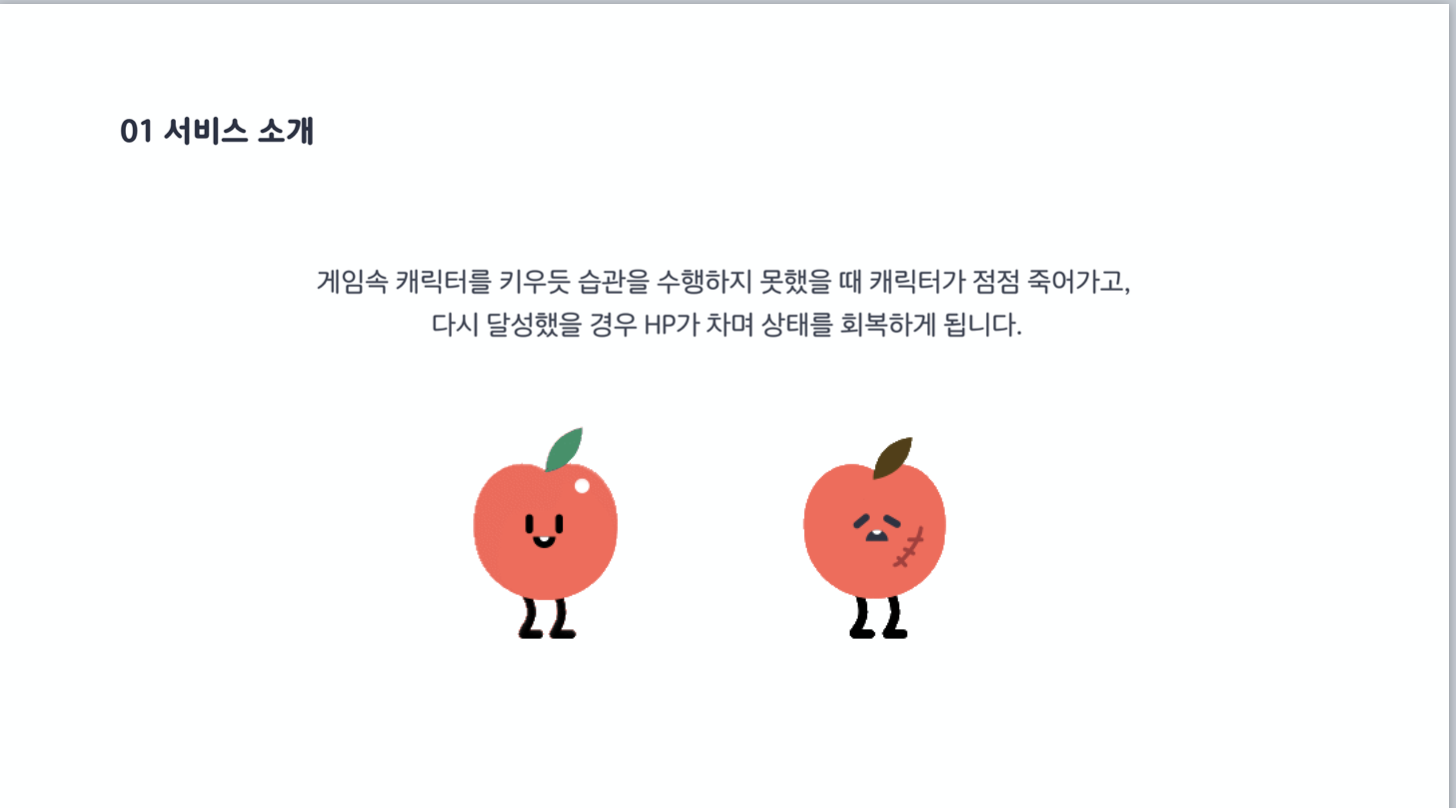 01 서비스 소개
게임속 캐릭터를 키우듯 습관을 수행하지 못했을 때 캐릭터가 점점 죽어가고,
다시 달성했을 경우 HP가 차며 상태를 회복하게 됩니다.